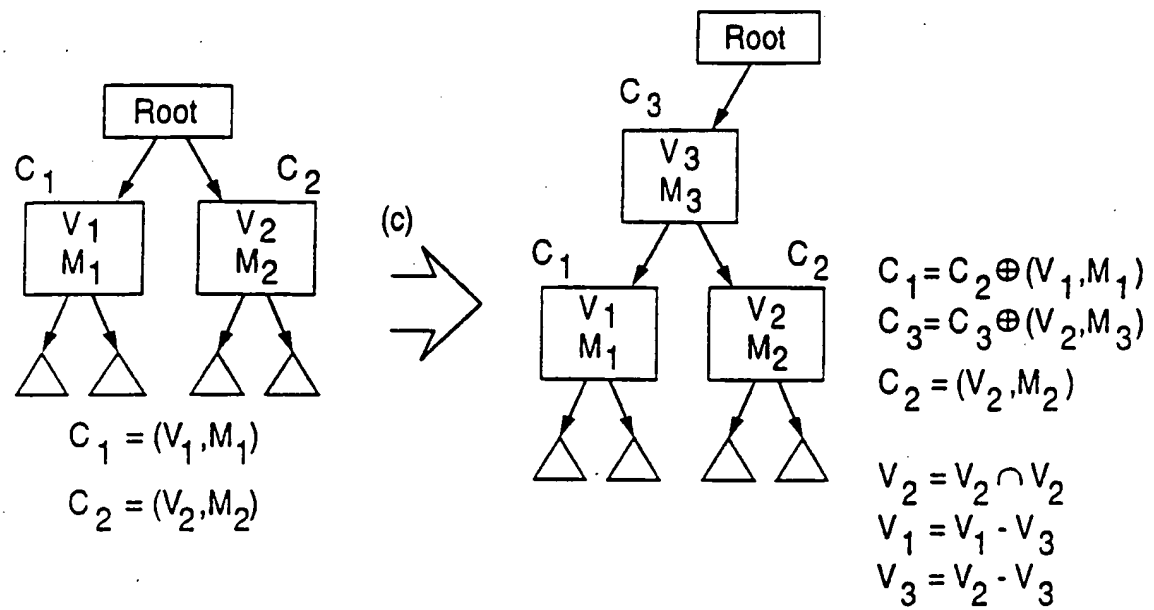 Root
C1
C2
V1
M1
V2
M2
C1 = (V1,M1)
C2 = (V2,M2)
(c)
Root
C3
V3
M3
C1
C2
V1
M1
V2
M2
C1 = C2 ⊕ (V1,M1)
C3 = C3 ⊕ (V2,M3)
C2 = (V2,M2)
V2 = V2 ∩ V2
V1 = V1 - V3
V3 = V2 - V3